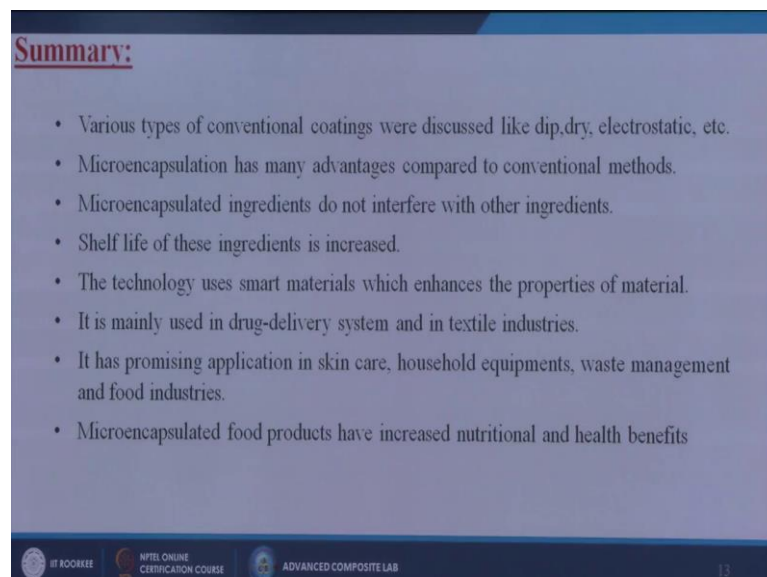 Summary:
• Various types of conventional coatings were discussed like dip,dry, electrostatic, etc.
• Microencapsulation has many advantages compared to conventional methods.
• Microencapsulated ingredients do not interfere with other ingredients.
• Shelf life of these ingredients is increased.
• The technology uses smart materials which enhances the properties of material.
• It is mainly used in drug-delivery system and in textile industries.
• It has promising application in skin care, household equipments, waste management
and food industries.
• Microencapsulated food products have increased nutritional and health benefits
IIT ROORKEE
NPTEL ONLINE
CERTIFICATION COURSE
ADVANCED COMPOSITE LAB
13